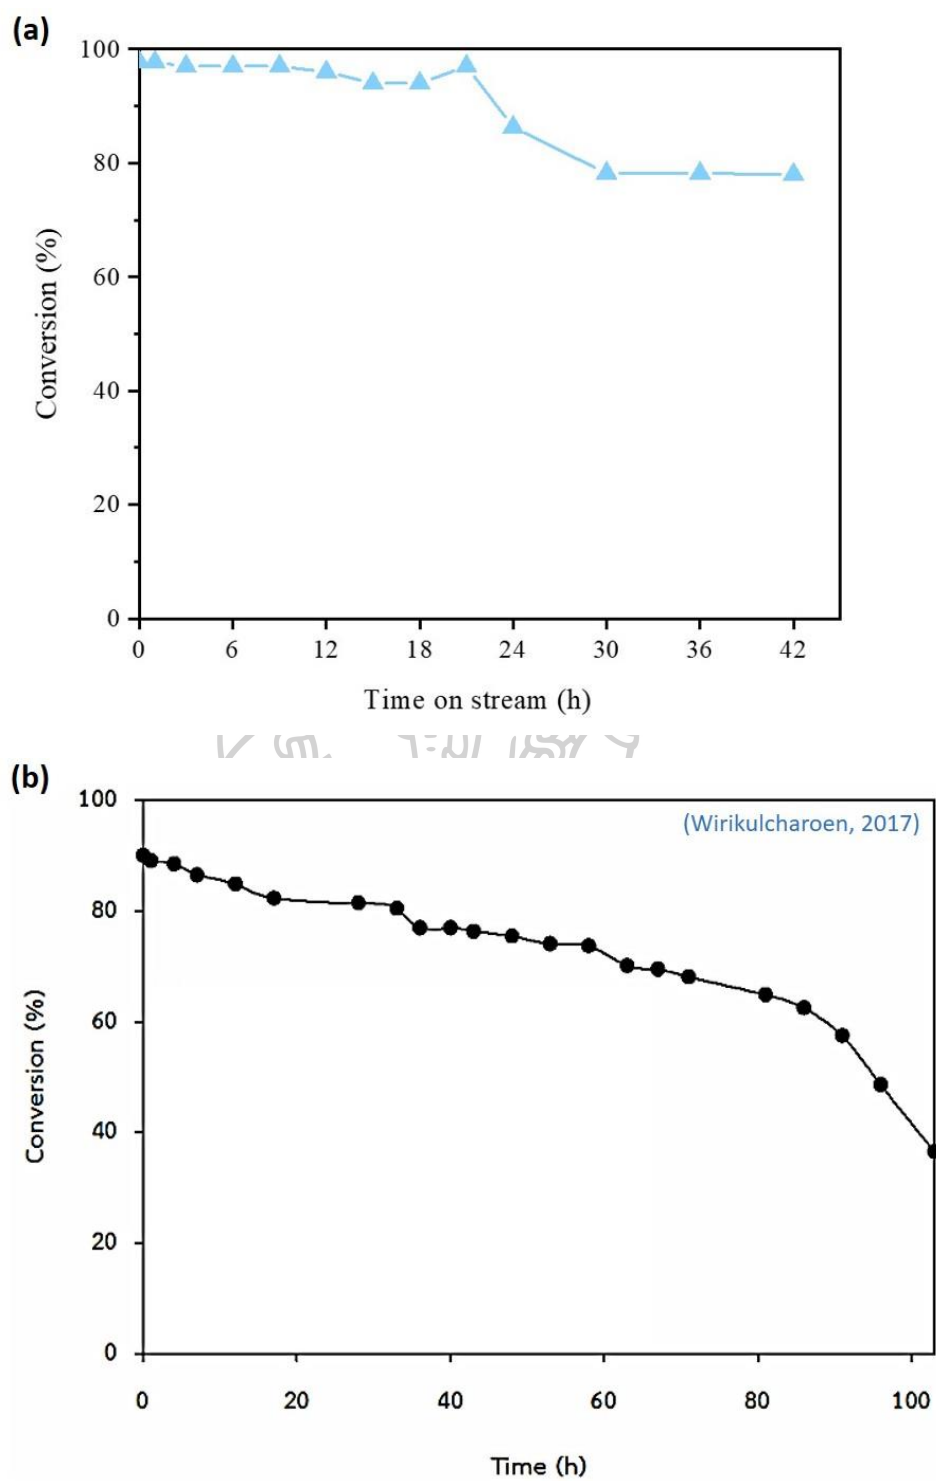 (a)
100
80
60
40
20
0
Conversion (%)
0 6 12 18 24 30 36 42
Time on stream (h)
(b)
(Wirikulcharoen, 2017)
100
80
60
40
20
0
Conversion (%)
0 20 40 60 80 100
Time (h)